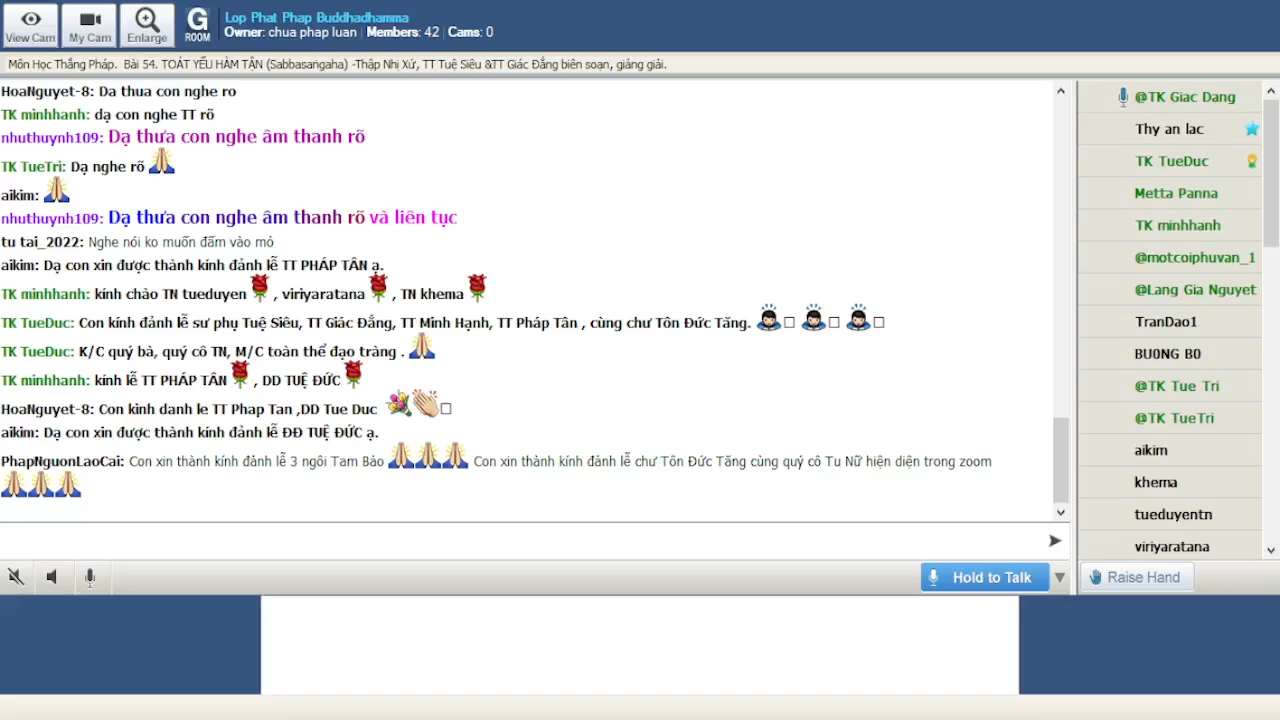 View Cam
My Cam
Enlarge
G
ROOM
Lop Phat Phap Buddhadhamma
Owner: chua phap luan | Members: 42 | Cams: 0
Môn Học Thắng Pháp. Bài 54. TOÁT YẾU HÀM TẬN (Sabbasaṅgaha) -Thập Nhị Xứ, TT Tuệ Siêu &TT Giác Đẳng biên soạn, giảng giải.
HoaNguyet-8: Da thua con nghe ro
TK minhhanh: dạ con nghe TT rõ
nhuthuynh109: Dạ thưa con nghe âm thanh rõ
TK TueTri: Dạ nghe rõ
aikim:
nhuthuynh109: Dạ thưa con nghe âm thanh rõ và liên tục
tu tai_2022: Nghe nói ko muốn đấm vào mỏ
aikim: Dạ con xin được thành kính đảnh lễ TT PHÁP TÂN ạ.
TK minhhanh: kính chào TN tueduyen , viriyaratana , TN khema
TK TueDuc: Con kính đảnh lễ sư phụ Tuệ Siêu, TT Giác Đẳng, TT Minh Hạnh, TT Pháp Tân , cùng chư Tôn Đức Tăng.
TK TueDuc: K/C quý bà, quý cô TN, M/C toàn thể đạo tràng .
TK minhhanh: kính lễ TT PHÁP TÂN , DD TUỆ ĐỨC
HoaNguyet-8: Con kinh danh le TT Phap Tan ,DD Tue Duc
aikim: Dạ con xin được thành kính đảnh lễ ĐĐ TUỆ ĐỨC ạ.
PhapNguonLaoCai: Con xin thành kính đảnh lễ 3 ngôi Tam Bảo Con xin thành kính đảnh lễ chư Tôn Đức Tăng cùng quý cô Tu Nữ hiện diện trong zoom
Hold to Talk
@TK Giac Dang
Thy an lac
TK TueDuc
Metta Panna
TK minhhanh
@motcoiphuvan_1
@Lang Gia Nguyet
TranDao1
BU0NG B0
@TK Tue Tri
@TK TueTri
aikim
khema
tueduyentn
viriyaratana
Raise Hand